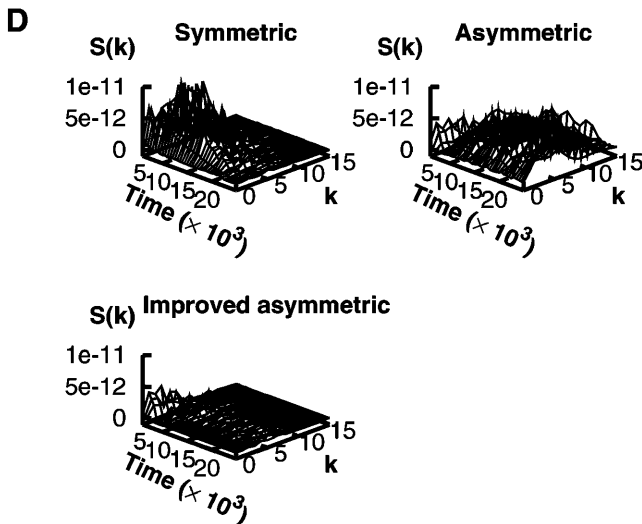 D
Symmetric
S(k)
1e-11
5e-12
0
5 10 15 20
Time (× 10³)
0 5 10 15
k
Asymmetric
S(k)
1e-11
5e-12
0
5 10 15 20
Time (× 10³)
0 5 10 15
k
Improved asymmetric
S(k)
1e-11
5e-12
0
5 10 15 20
Time (× 10³)
0 5 10 15
k